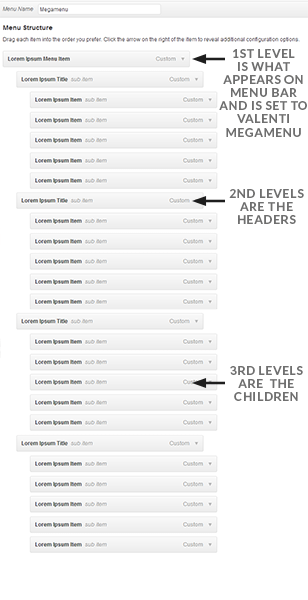 Menu Name Megamenu
Menu Structure
Drag each item into the order you prefer. Click the arrow on the right of the item to reveal additional configuration options.
Lorem Ipsum Menu Item Custom
Lorem Ipsum Title sub item Custom
Lorem Ipsum Item sub item Custom
Lorem Ipsum Item sub item Custom
Lorem Ipsum Item sub item Custom
Lorem Ipsum Item sub item Custom
Lorem Ipsum Item sub item Custom
Lorem Ipsum Title sub item Custom
Lorem Ipsum Item sub item Custom
Lorem Ipsum Item sub item Custom
Lorem Ipsum Item sub item Custom
Lorem Ipsum Item sub item Custom
Lorem Ipsum Item sub item Custom
Lorem Ipsum Title sub item Custom
Lorem Ipsum Item sub item Custom
Lorem Ipsum Item sub item Custom
Lorem Ipsum Item sub item Custom
Lorem Ipsum Item sub item Custom
Lorem Ipsum Item sub item Custom
Lorem Ipsum Title sub item Custom
Lorem Ipsum Item sub item Custom
Lorem Ipsum Item sub item Custom
Lorem Ipsum Item sub item Custom
Lorem Ipsum Item sub item Custom
Lorem Ipsum Item sub item Custom
1ST LEVEL
IS WHAT
APPEARS ON
MENU BAR
AND IS SET TO
VALENTI
MEGAMENU
2ND LEVELS
ARE THE
HEADERS
3RD LEVELS
ARE THE
CHILDREN